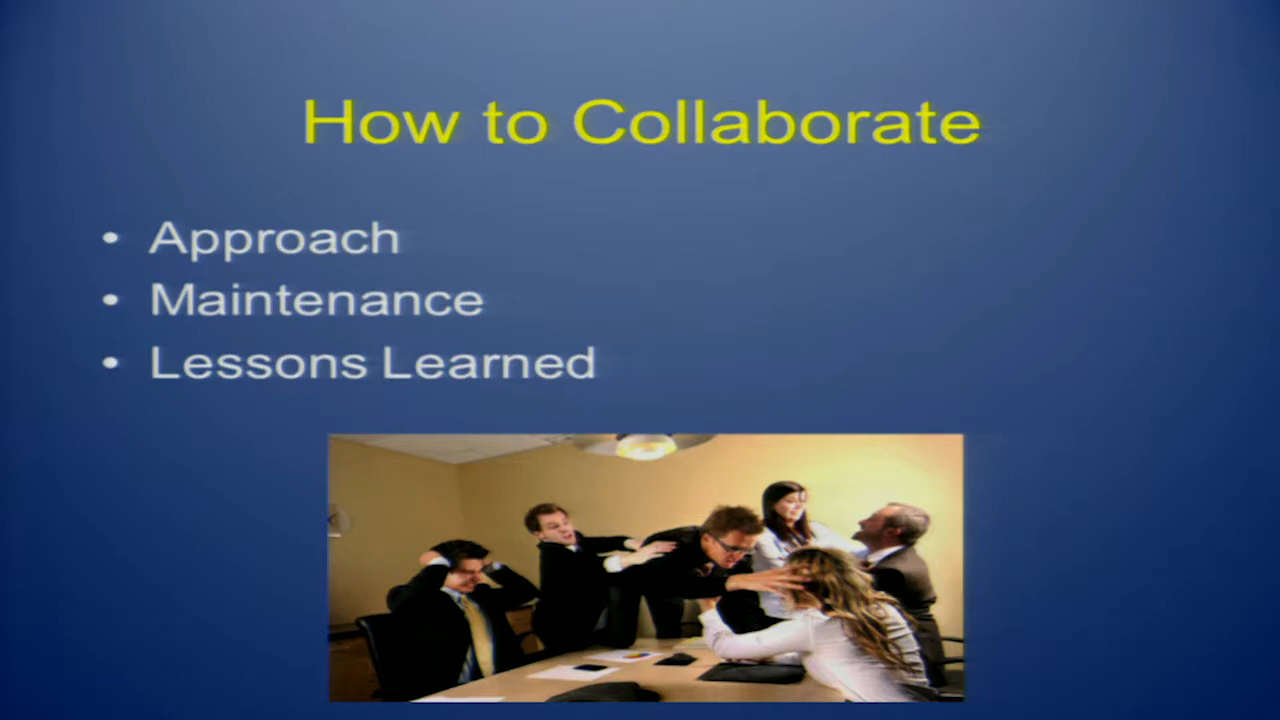 How to Collaborate
• Approach
• Maintenance
• Lessons Learned